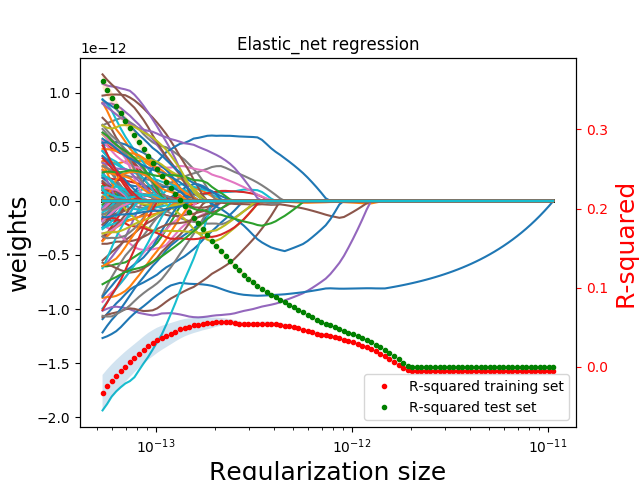 Elastic_net regression
1e−12
1.0
0.5
0.0
−0.5
−1.0
−1.5
−2.0
weights
0.3
0.2
0.1
0.0
R-squared
R-squared training set
R-squared test set
10⁻¹³ 10⁻¹² 10⁻¹¹
Regularization size